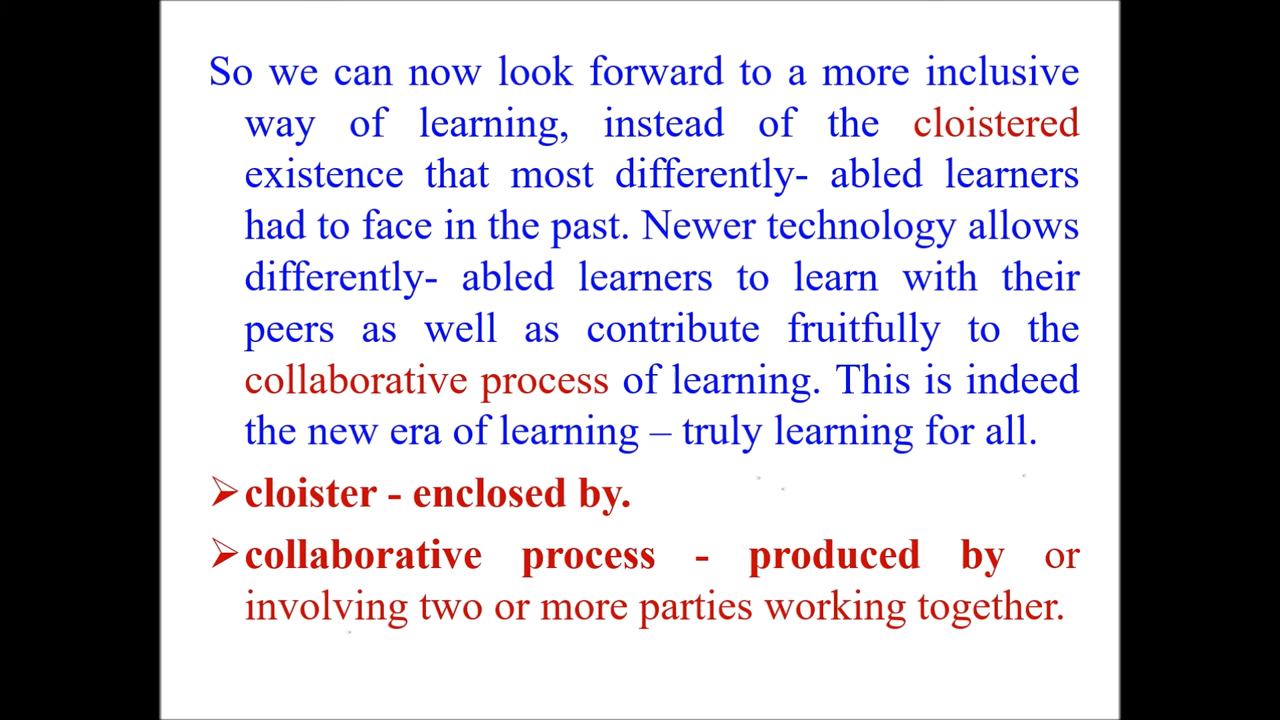 So we can now look forward to a more inclusive
way of learning, instead of the cloistered
existence that most differently- abled learners
had to face in the past. Newer technology allows
differently- abled learners to learn with their
peers as well as contribute fruitfully to the
collaborative process of learning. This is indeed
the new era of learning – truly learning for all.
➢cloister - enclosed by.
➢collaborative process - produced by or
involving two or more parties working together.